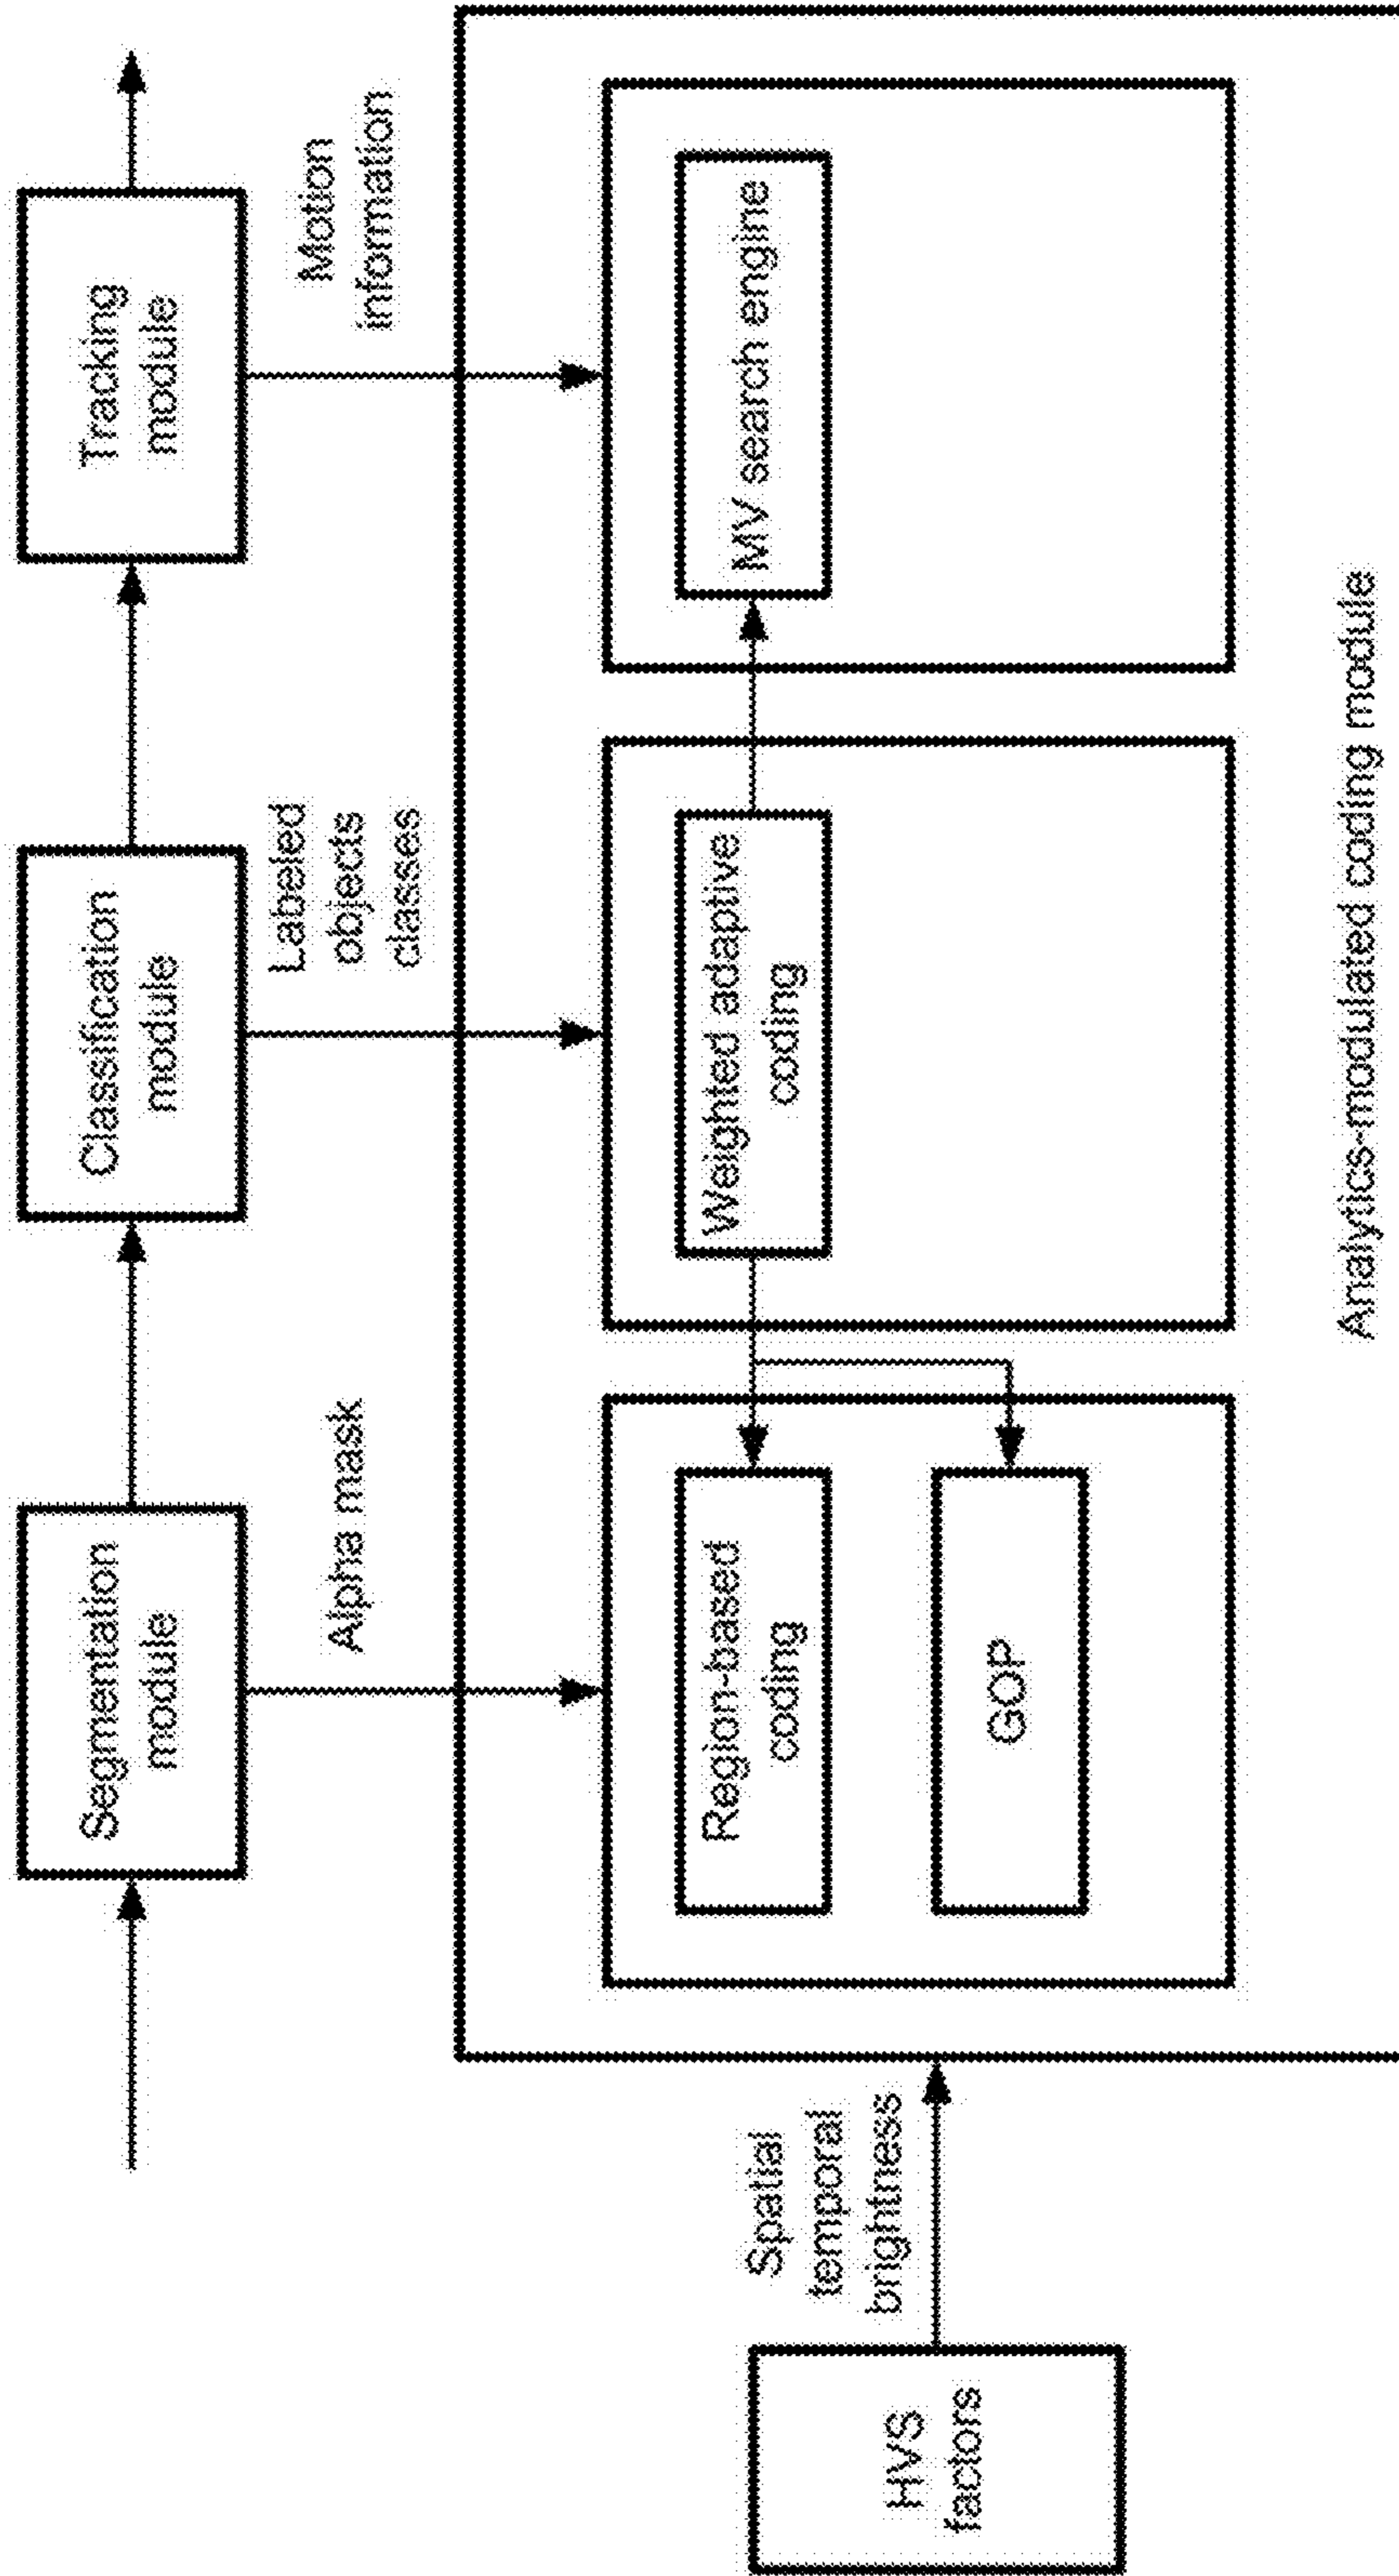 Segmentation
module
Classification
module
Tracking
module
Alpha mask
Labeled
objects
classes
Motion
information
Region-based
coding
Weighted adaptive
coding
MV search engine
GOP
HVS
factors
Spatial
temporal
brightness
Analytics-modulated coding module